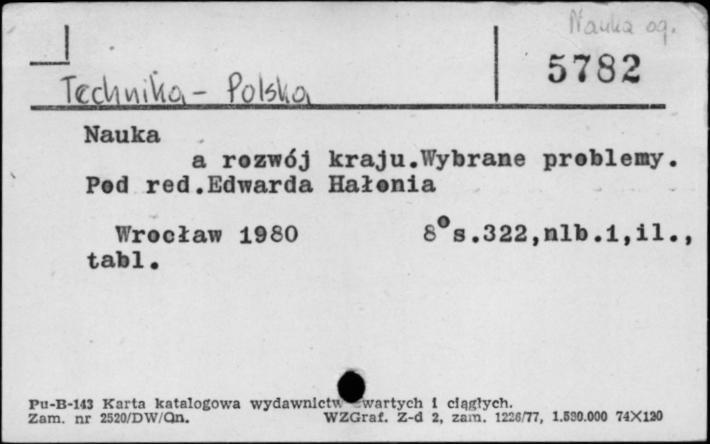 Nauka og.
5782
Technika - Polska
Nauka
a rozwój kraju.Wybrane problemy.
Pod red.Edwarda Hałonia
Wrocław 1980 8°s.322,nlb.1,il.,
tabl.
Pu-B-143 Karta katalogowa wydawnictw zwartych i ciągłych.
Zam. nr 2520/DW/Qn. WZGraf. Z-d 2, zam. 1226/77, 1.580.000 74X120